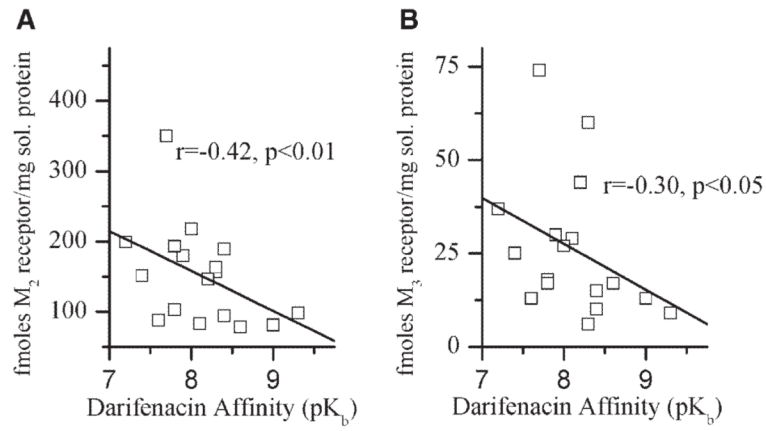 A
fmoles M2 receptor/mg sol. protein
400
300
200
100
r=-0.42, p<0.01
7 8 9
Darifenacin Affinity (pKb)
B
fmoles M3 receptor/mg sol. protein
75
50
25
0
r=-0.30, p<0.05
7 8 9
Darifenacin Affinity (pKb)